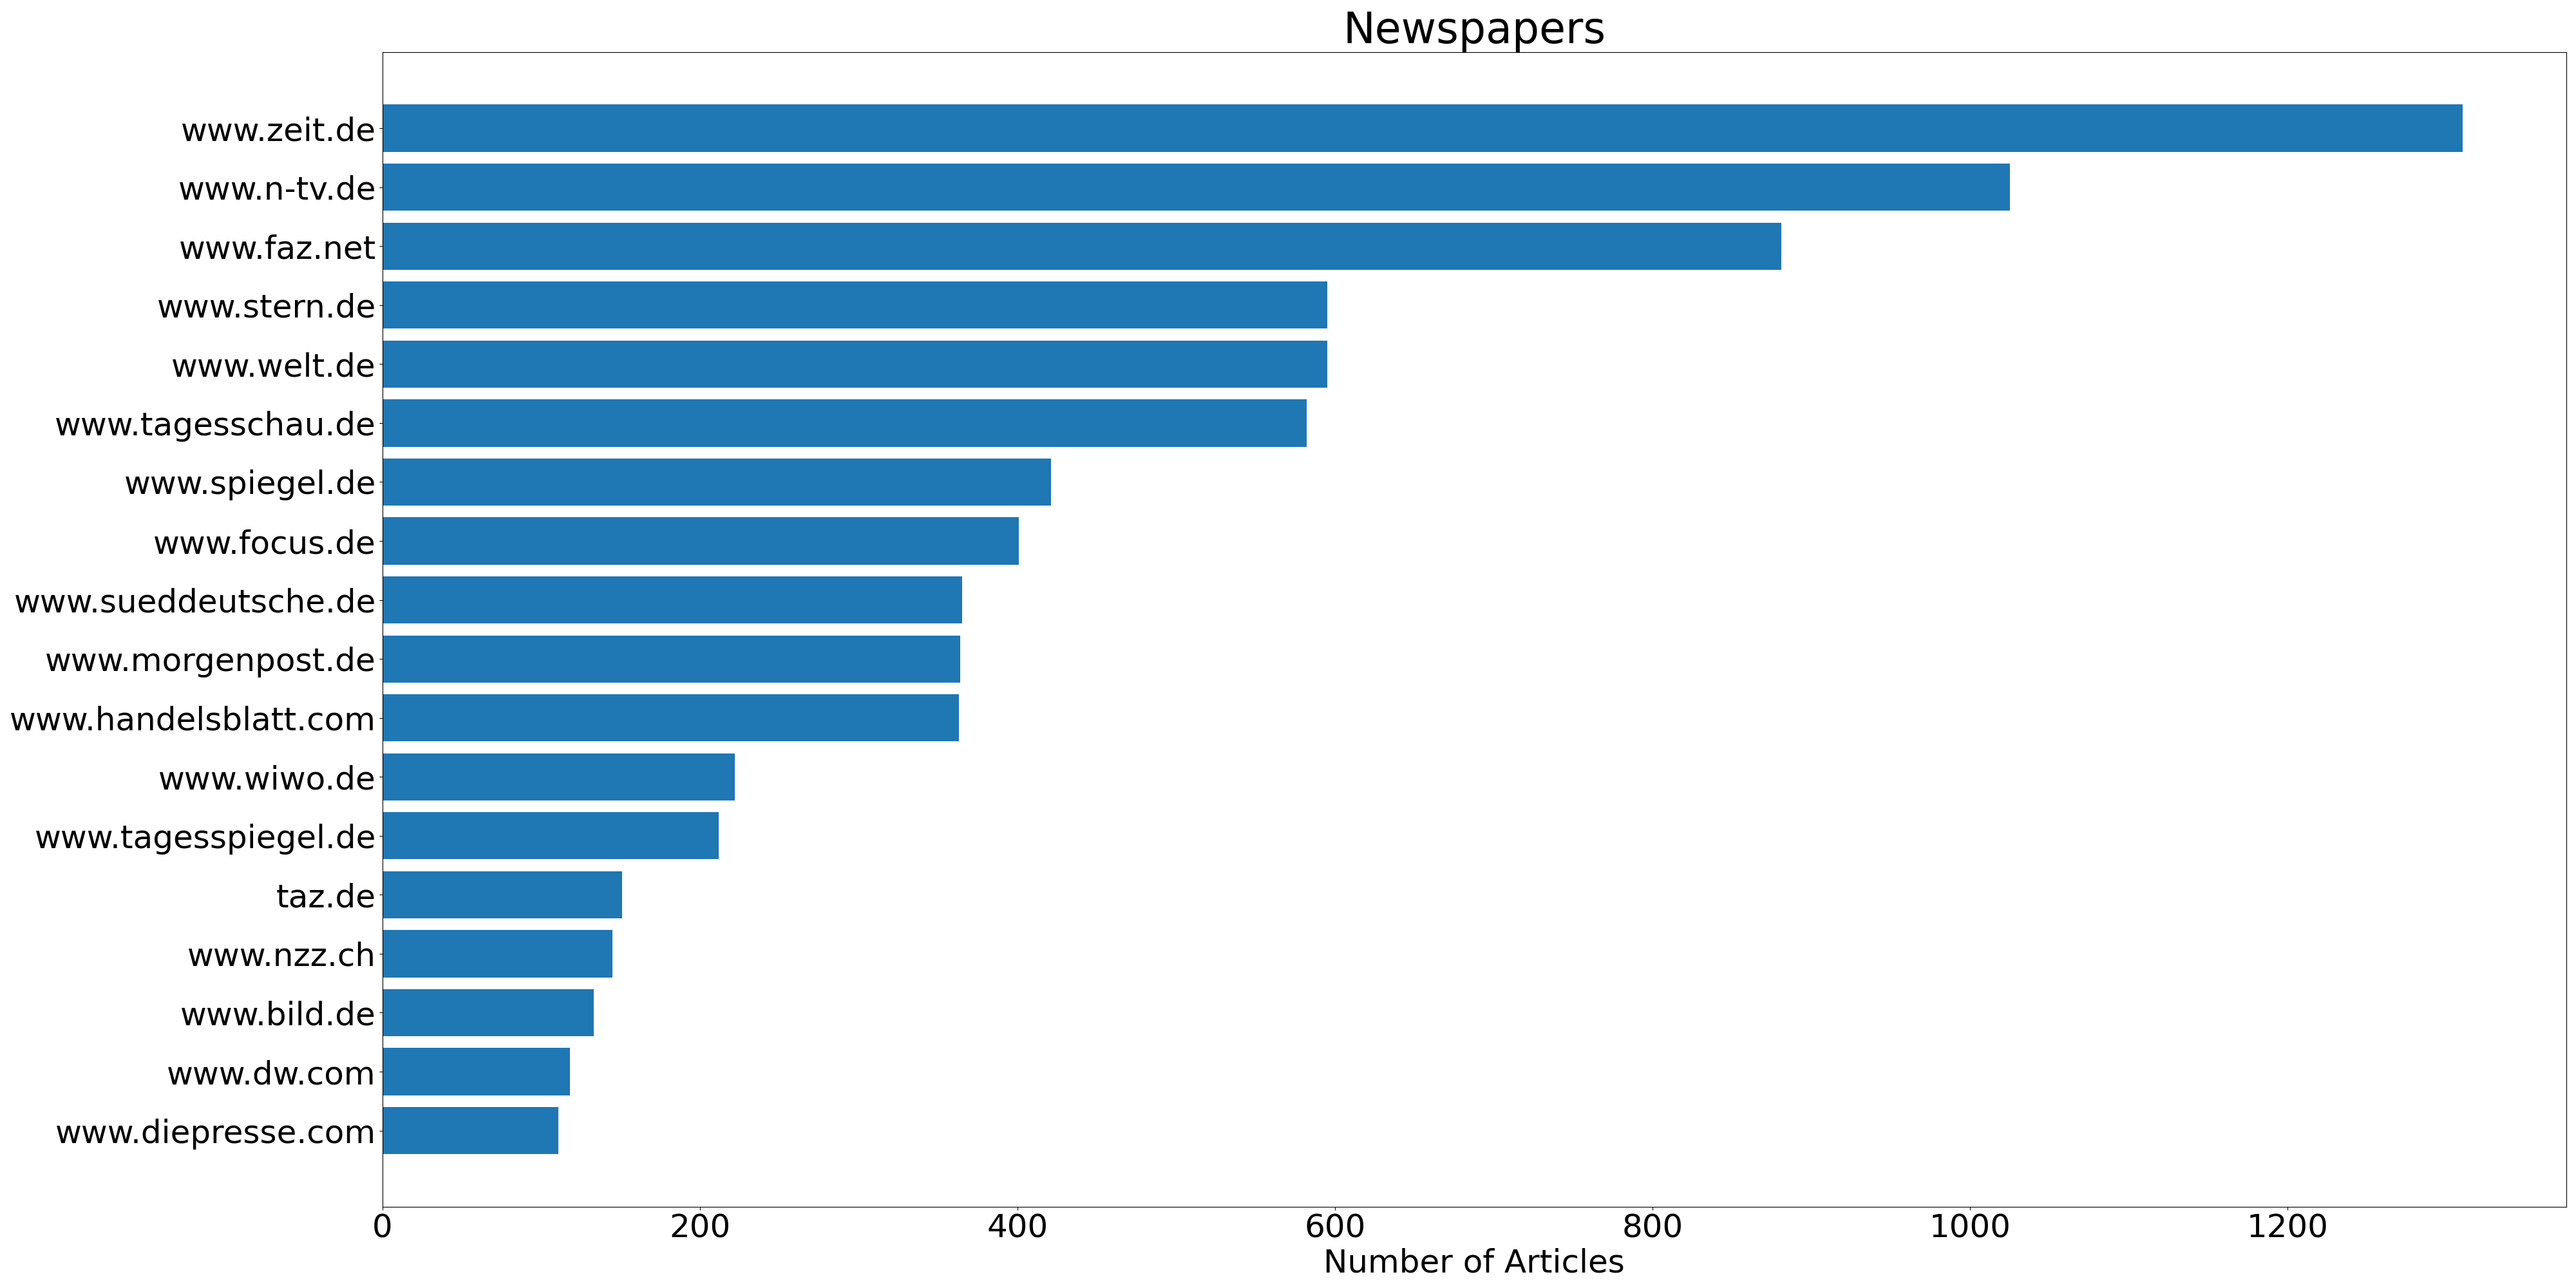 Newspapers
www.zeit.de
www.n-tv.de
www.faz.net
www.stern.de
www.welt.de
www.tagesschau.de
www.spiegel.de
www.focus.de
www.sueddeutsche.de
www.morgenpost.de
www.handelsblatt.com
www.wiwo.de
www.tagesspiegel.de
taz.de
www.nzz.ch
www.bild.de
www.dw.com
www.diepresse.com
0 200 400 600 800 1000 1200
Number of Articles